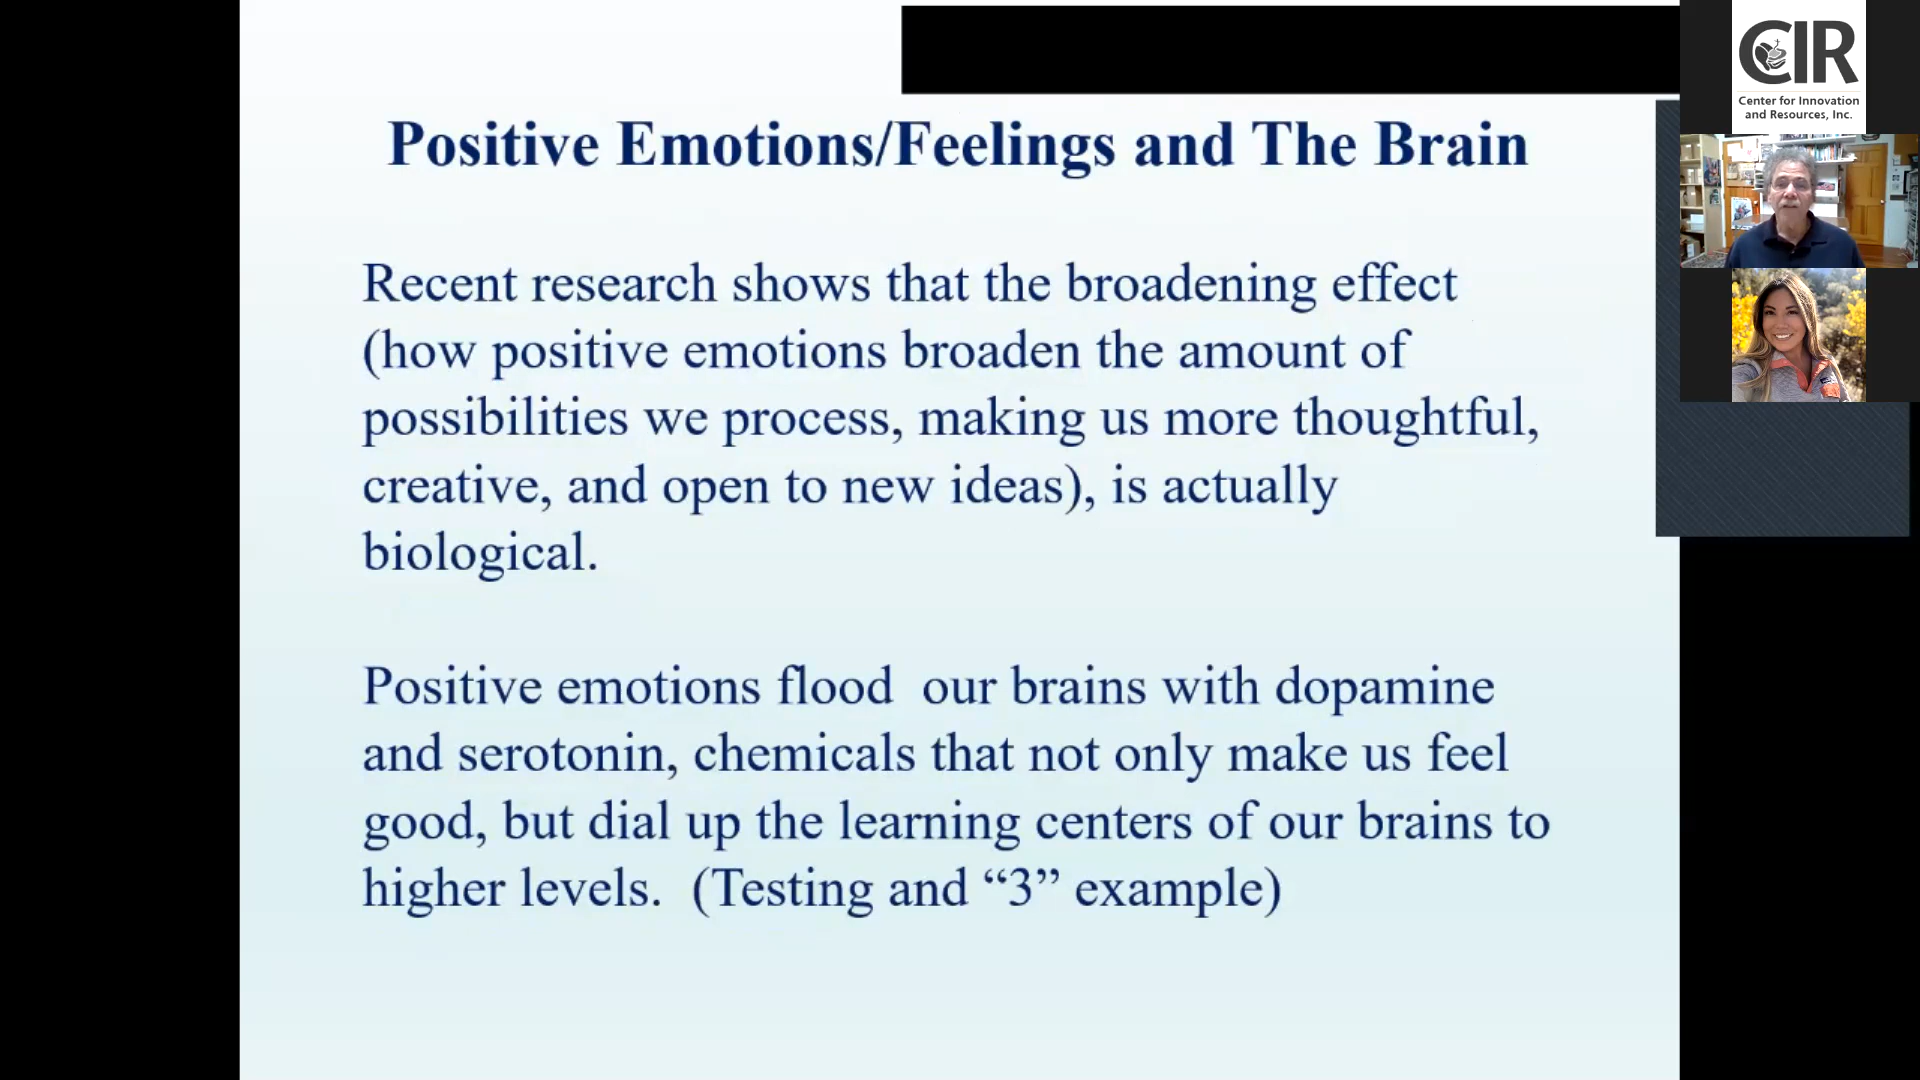 Positive Emotions/Feelings and The Brain
Recent research shows that the broadening effect
(how positive emotions broaden the amount of
possibilities we process, making us more thoughtful,
creative, and open to new ideas), is actually
biological.
Positive emotions flood  our brains with dopamine
and serotonin, chemicals that not only make us feel
good, but dial up the learning centers of our brains to
higher levels.  (Testing and “3” example)
CIR
Center for Innovation
and Resources, Inc.